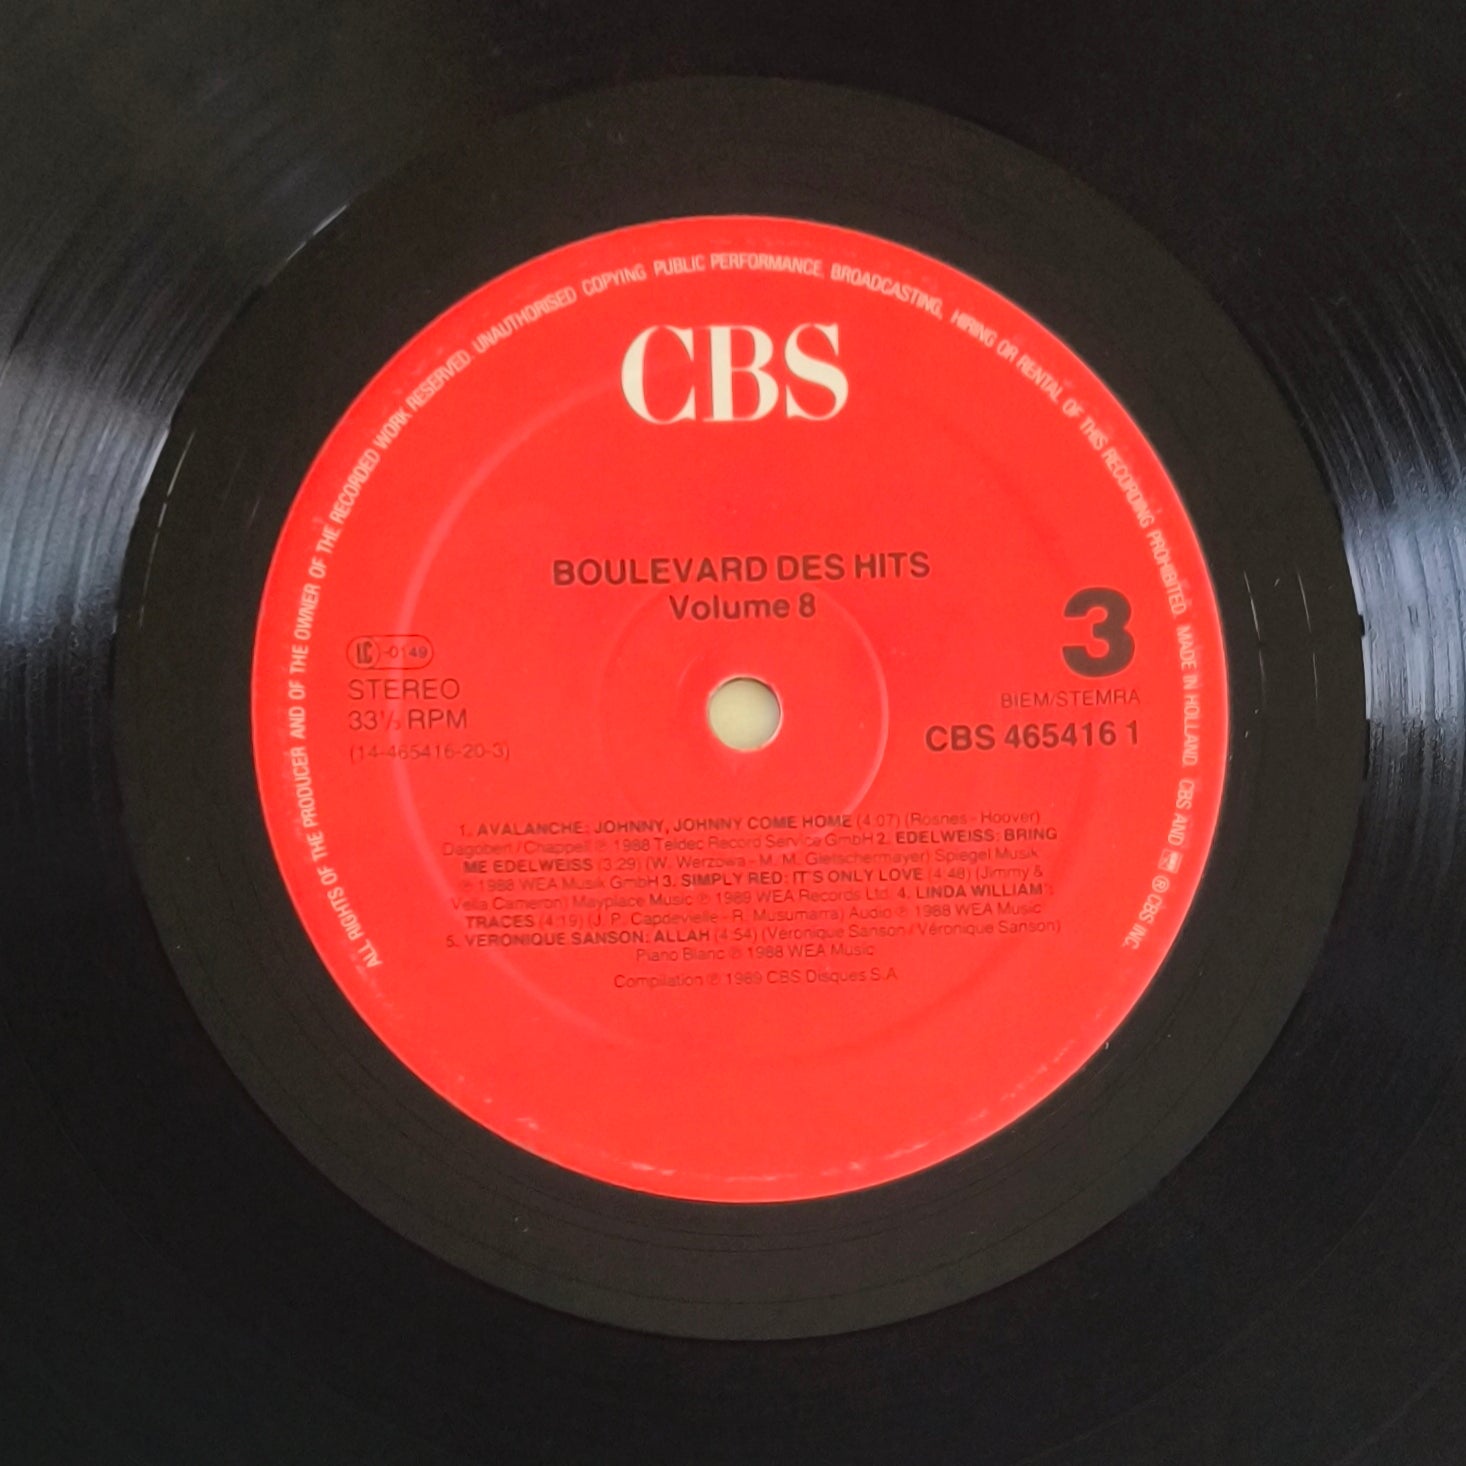 ALL RIGHTS OF THE PRODUCER AND OF THE OWNER OF THE RECORDED WORK RESERVED. UNAUTHORISED COPYING PUBLIC PERFORMANCE BROADCASTING, HIRING OR RENTAL OF THIS RECORDING PROHIBITED. MADE IN HOLLAND CBS AND ® CBS INC.
CBS
BOULEVARD DES HITS
Volume 8
3
LC -0149
STEREO
33⅓ RPM
(14-465416-20-3)
BIEM/STEMRA
CBS 465416 1
1. AVALANCHE: JOHNNY, JOHNNY COME HOME (4:07) (Rosnes - Hoover)
Dagobert / Chappell ℗ 1988 Teldec Record Service GmbH 2. EDELWEISS: BRING
ME EDELWEISS (3:29) (W. Werzowa - M. M. Gletschermayer) Spiegel Musik
℗ 1988 WEA Musik GmbH 3. SIMPLY RED: IT'S ONLY LOVE (4:48) (Jimmy &
Vella Cameron) Mayplace Music ℗ 1989 WEA Records Ltd. 4. LINDA WILLIAM':
TRACES (4:19) (J. P. Capdevielle - R. Musumarra) Audio ℗ 1988 WEA Music
5. VERONIQUE SANSON: ALLAH (4:54) (Véronique Sanson / Véronique Sanson)
Piano Blanc ℗ 1988 WEA Music
Compilation ℗ 1989 CBS Disques S.A.